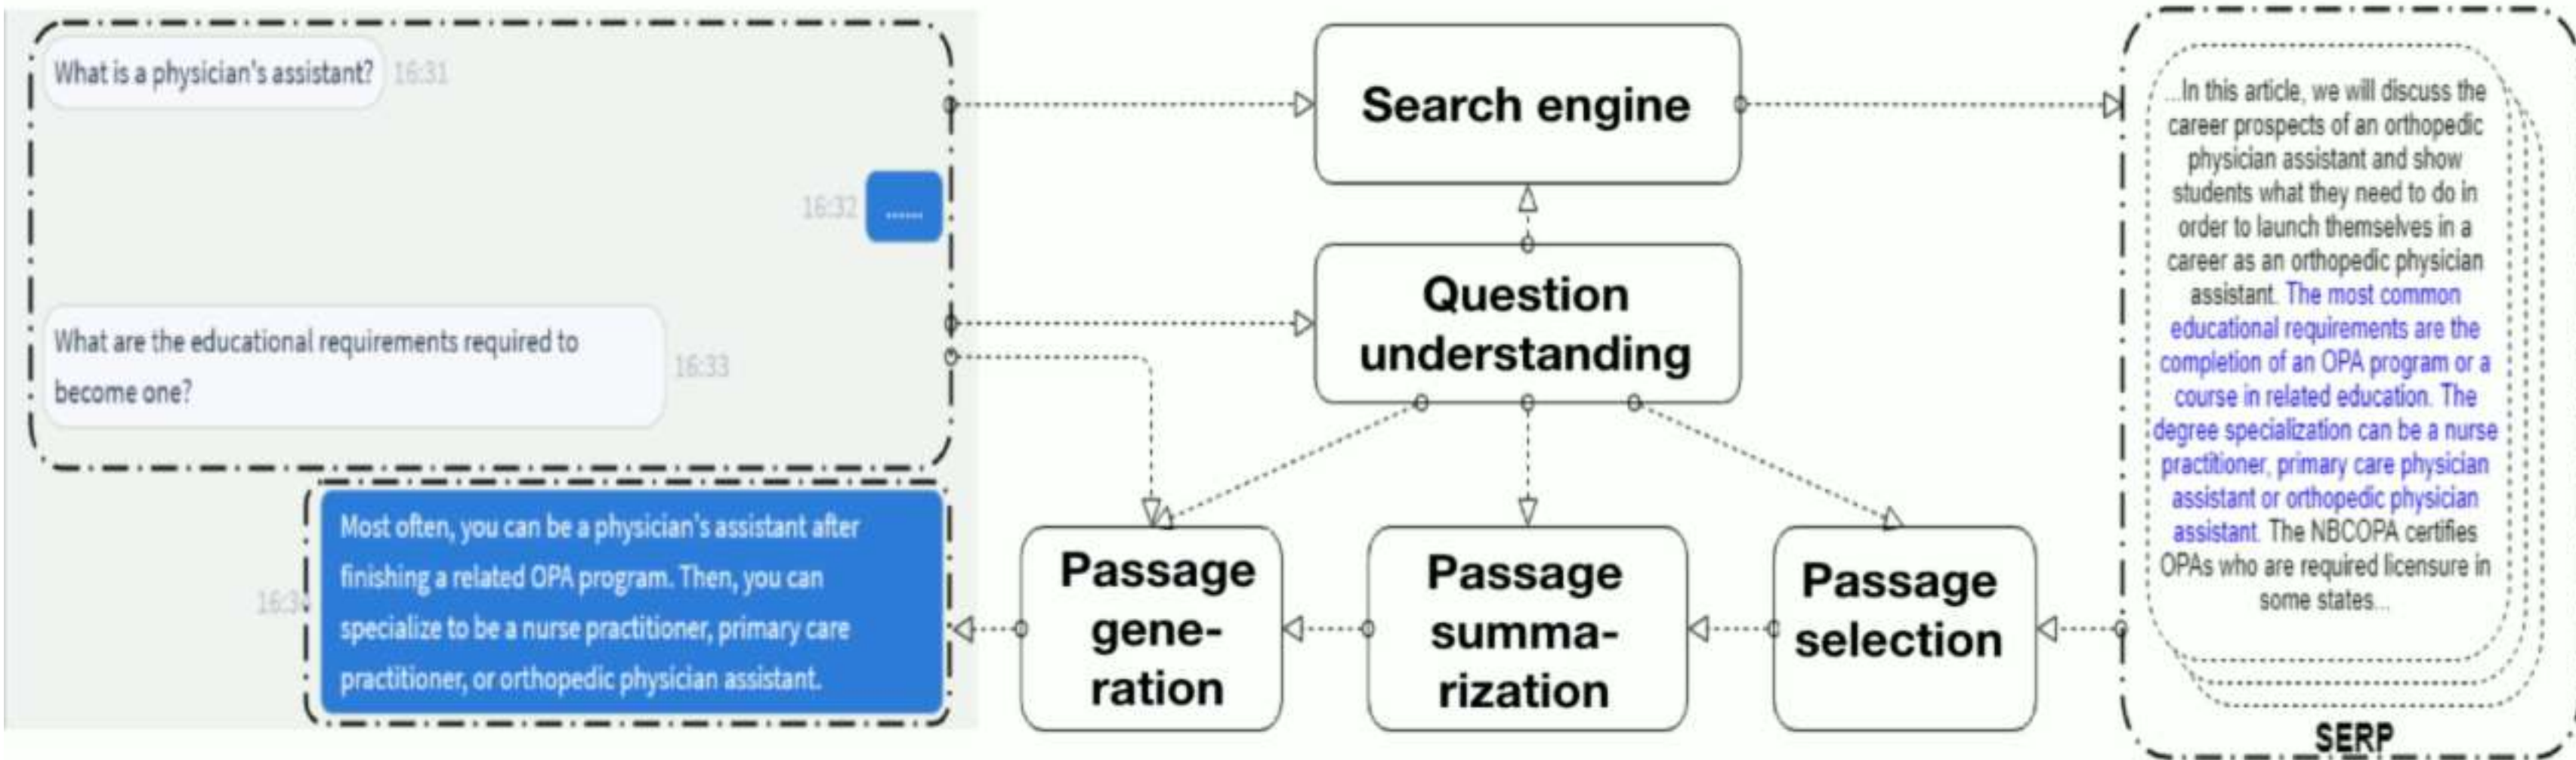 What is a physician's assistant?
16:31
16:32
......
What are the educational requirements required to
become one?
16:33
Most often, you can be a physician's assistant after
finishing a related OPA program. Then, you can
specialize to be a nurse practitioner, primary care
practitioner, or orthopedic physician assistant.
Search engine
Question
understanding
Passage
gene-
ration
Passage
summa-
rization
Passage
selection
...In this article, we will discuss the
career prospects of an orthopedic
physician assistant and show
students what they need to do in
order to launch themselves in a
career as an orthopedic physician
assistant. The most common
educational requirements are the
completion of an OPA program or a
course in related education. The
degree specialization can be a nurse
practitioner, primary care physician
assistant or orthopedic physician
assistant. The NBCOPA certifies
OPAs who are required licensure in
some states...
SERP